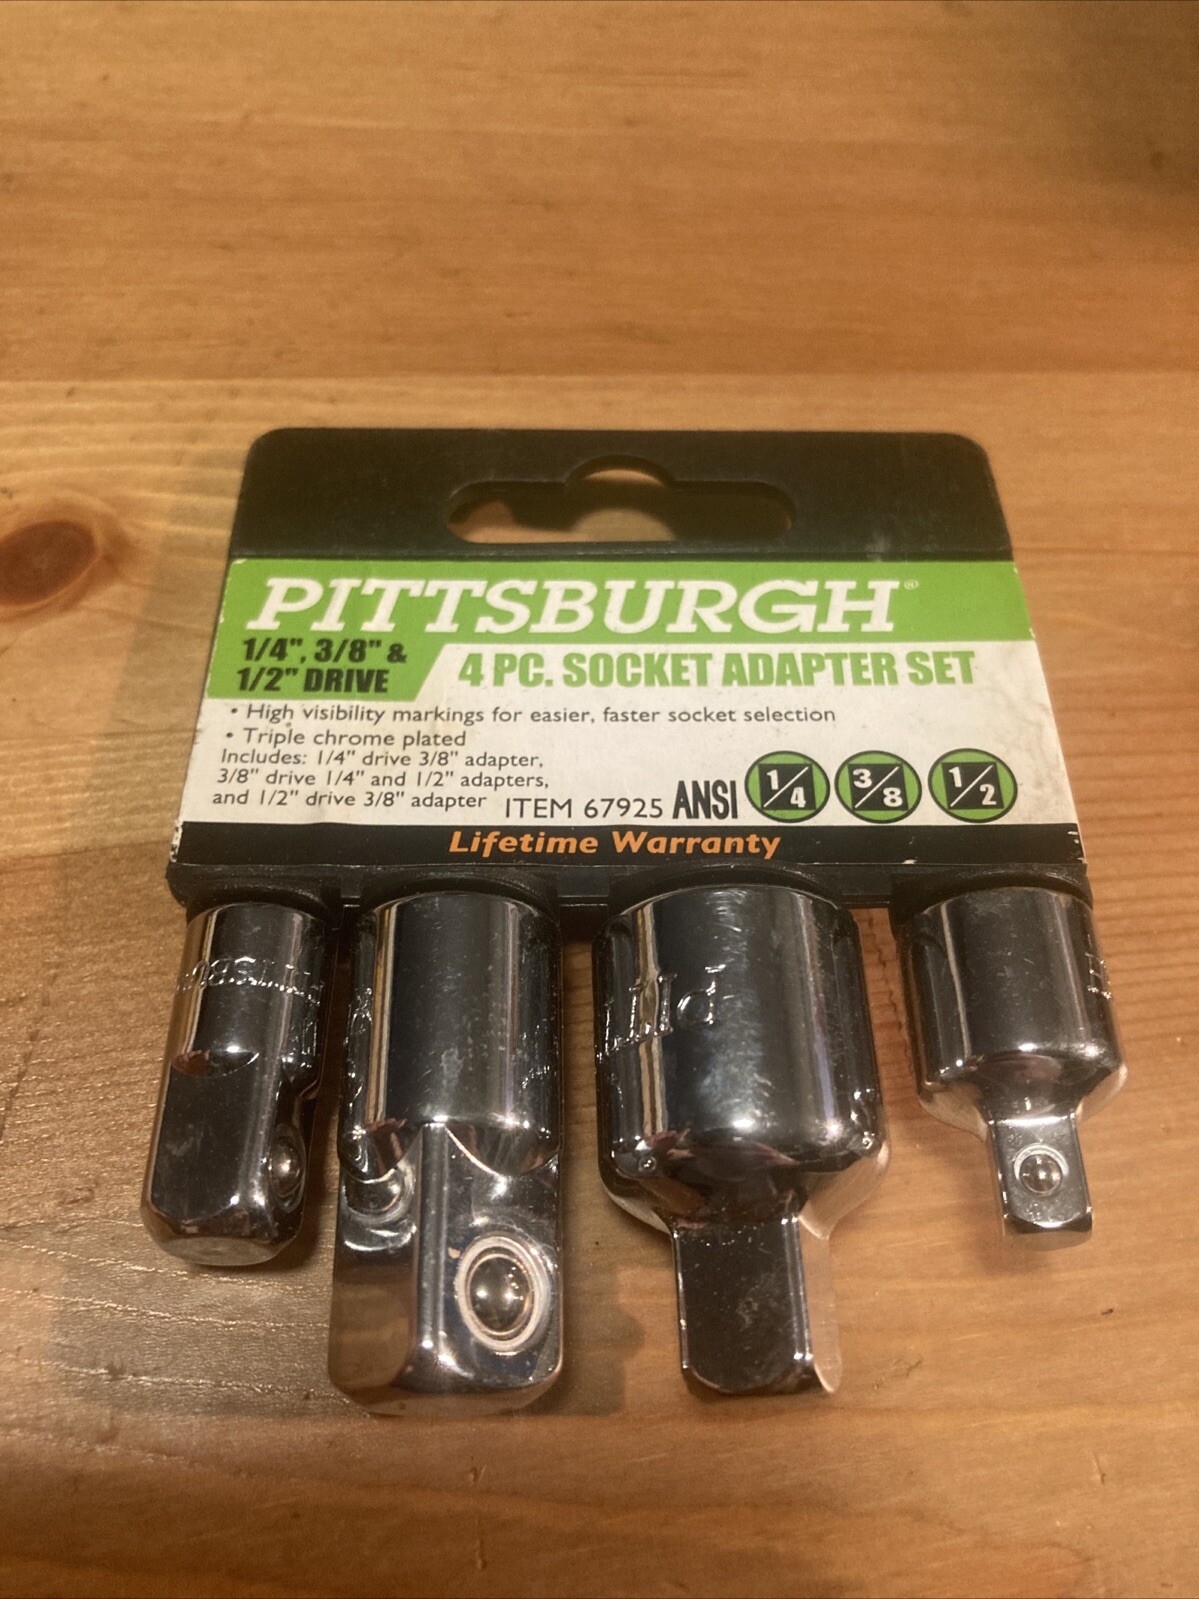 PITTSBURGH®
1/4", 3/8" &
1/2" DRIVE
4 PC. SOCKET ADAPTER SET
• High visibility markings for easier, faster socket selection
• Triple chrome plated
Includes: 1/4" drive 3/8" adapter,
3/8" drive 1/4" and 1/2" adapters,
and 1/2" drive 3/8" adapter
ITEM 67925 ANSI 1/4 3/8 1/2
Lifetime Warranty